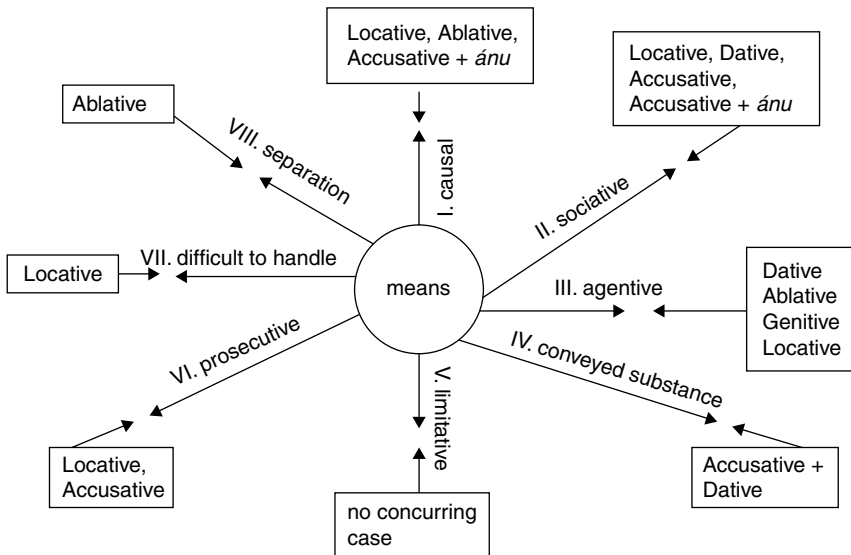 Locative, Ablative,
Accusative + ánu
Locative, Dative,
Accusative,
Accusative + ánu
Ablative
VIII. separation
I. causal
II. sociative
Locative
VII. difficult to handle
means
III. agentive
Dative
Ablative
Genitive
Locative
VI. prosecutive
V. limitative
IV. conveyed substance
Locative,
Accusative
no concurring
case
Accusative +
Dative